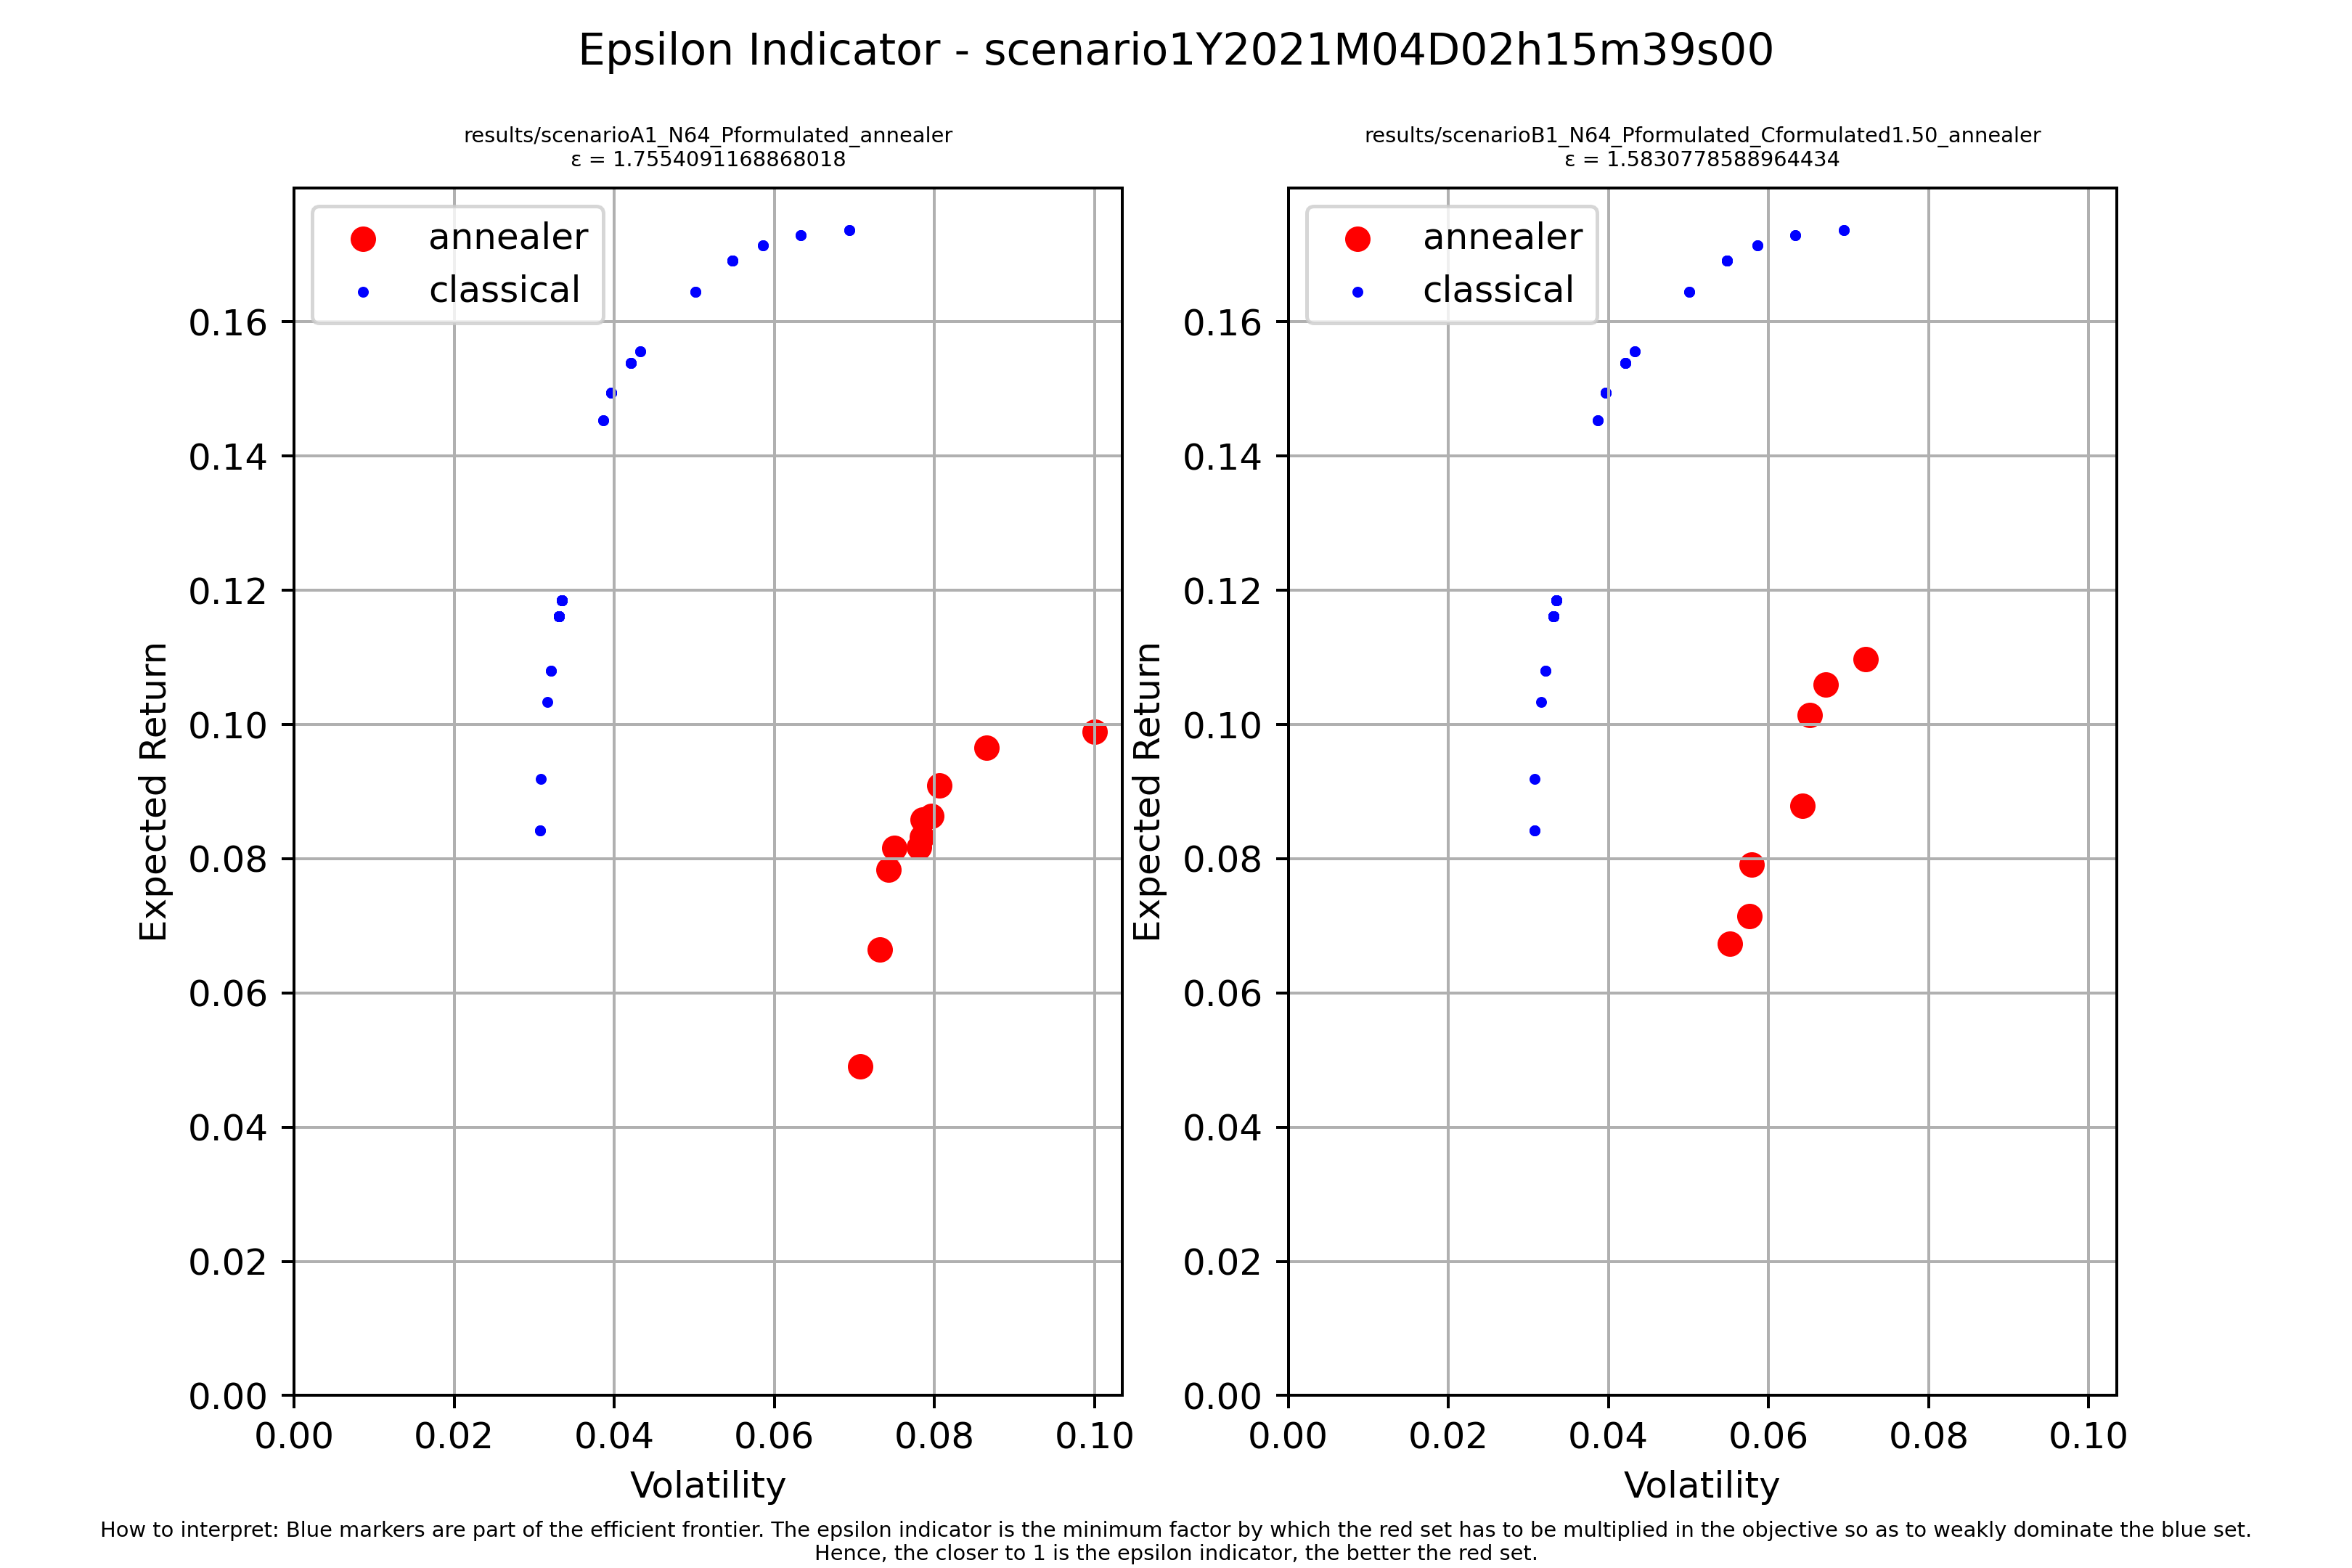 Epsilon Indicator - scenario1Y2021M04D02h15m39s00
results/scenarioA1_N64_Pformulated_annealer
ε = 1.7554091168868018
annealer
classical
0.16
0.14
0.12
0.10
0.08
0.06
0.04
0.02
0.00
Expected Return
0.00 0.02 0.04 0.06 0.08 0.10
Volatility
results/scenarioB1_N64_Pformulated_Cformulated1.50_annealer
ε = 1.5830778588964434
annealer
classical
0.16
0.14
0.12
0.10
0.08
0.06
0.04
0.02
0.00
Expected Return
0.00 0.02 0.04 0.06 0.08 0.10
Volatility
How to interpret: Blue markers are part of the efficient frontier. The epsilon indicator is the minimum factor by which the red set has to be multiplied in the objective so as to weakly dominate the blue set.
Hence, the closer to 1 is the epsilon indicator, the better the red set.